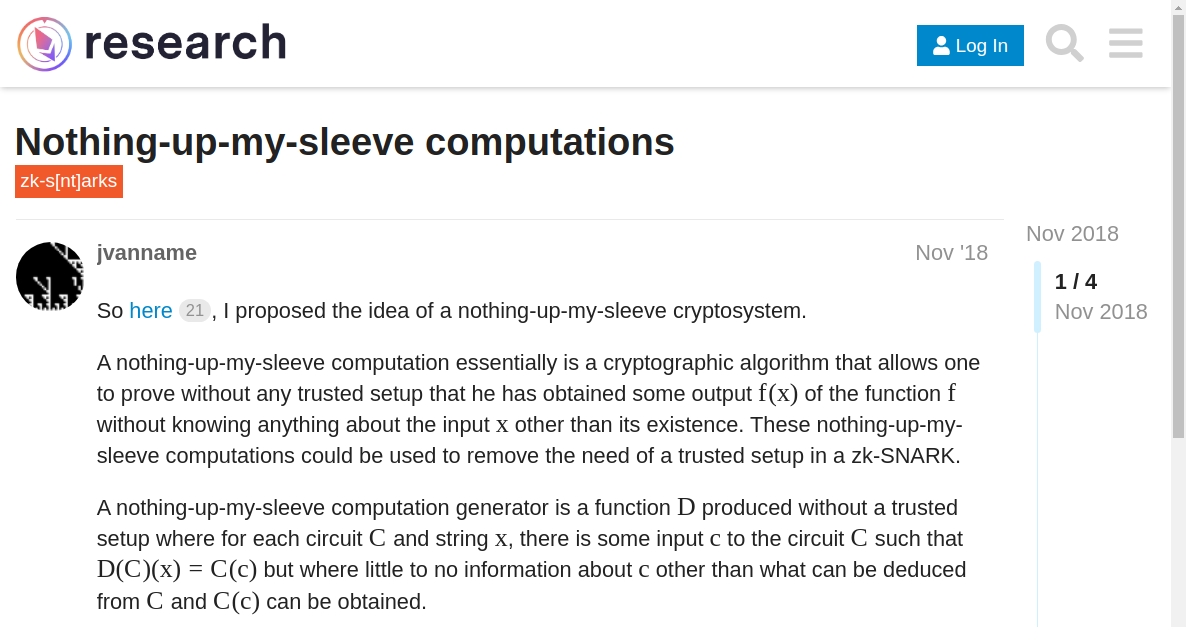 research
Log In
Nothing-up-my-sleeve computations
zk-s[nt]arks
jvanname
Nov '18
Nov 2018
1 / 4
Nov 2018
So here 21, I proposed the idea of a nothing-up-my-sleeve cryptosystem.
A nothing-up-my-sleeve computation essentially is a cryptographic algorithm that allows one
to prove without any trusted setup that he has obtained some output f(x) of the function f
without knowing anything about the input x other than its existence. These nothing-up-my-
sleeve computations could be used to remove the need of a trusted setup in a zk-SNARK.
A nothing-up-my-sleeve computation generator is a function D produced without a trusted
setup where for each circuit C and string x, there is some input c to the circuit C such that
D(C)(x) = C(c) but where little to no information about c other than what can be deduced
from C and C(c) can be obtained.